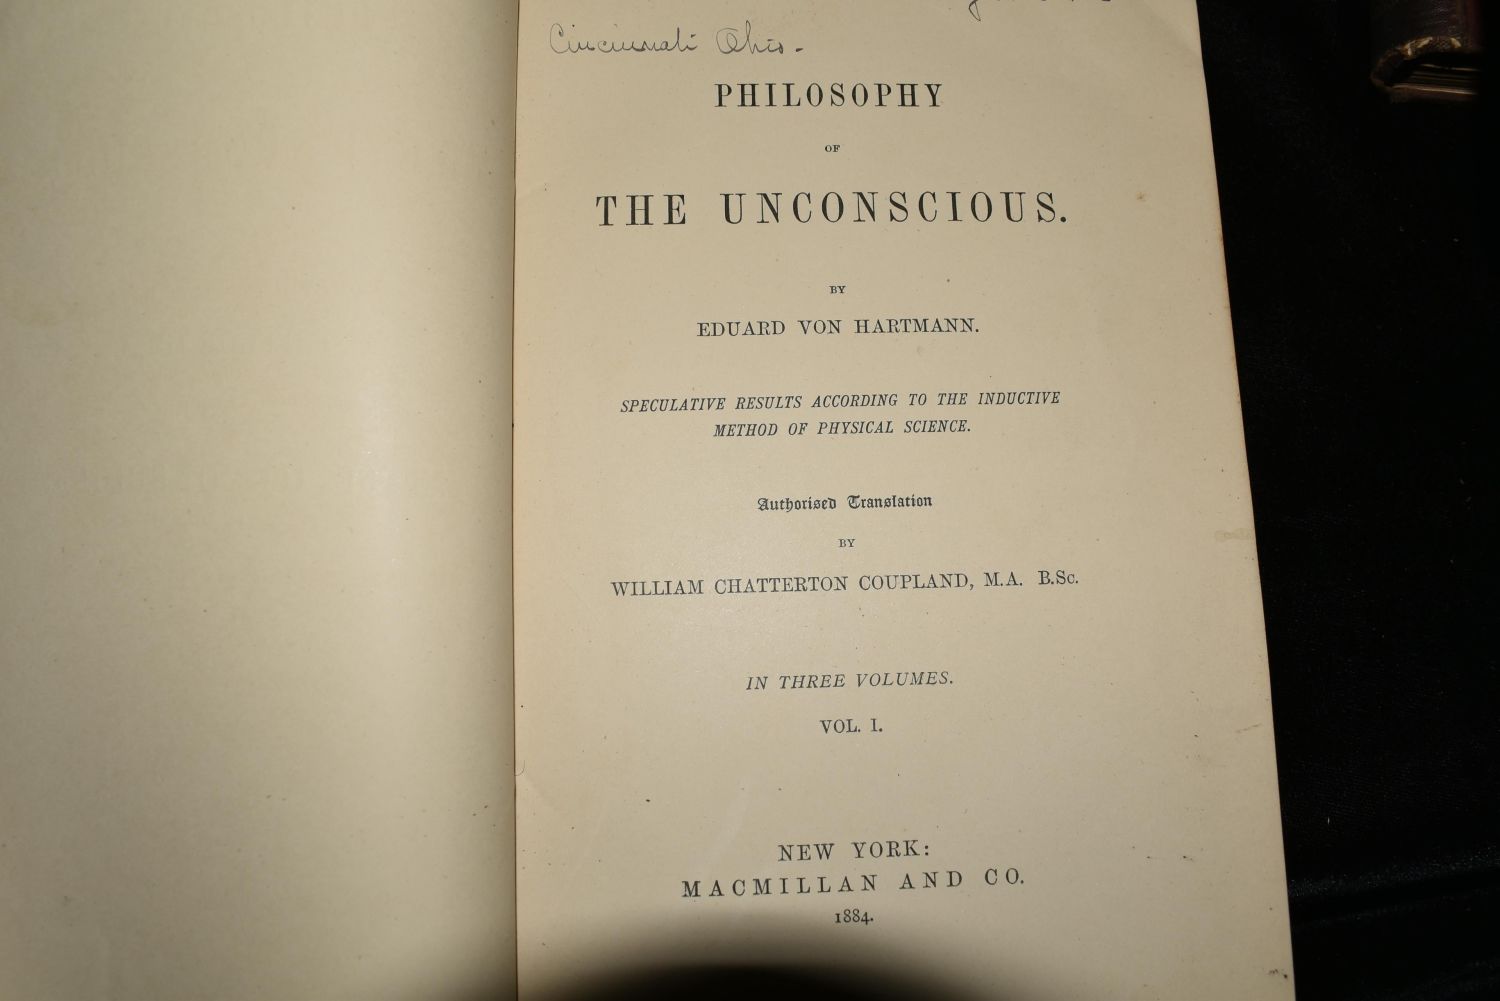 Cincinnati Ohio.
PHILOSOPHY
OF
THE UNCONSCIOUS.
BY
EDUARD VON HARTMANN.
SPECULATIVE RESULTS ACCORDING TO THE INDUCTIVE
METHOD OF PHYSICAL SCIENCE.
Authorised Translation
BY
WILLIAM CHATTERTON COUPLAND, M.A. B.Sc.
IN THREE VOLUMES.
VOL. I.
NEW YORK:
MACMILLAN AND CO.
1884.